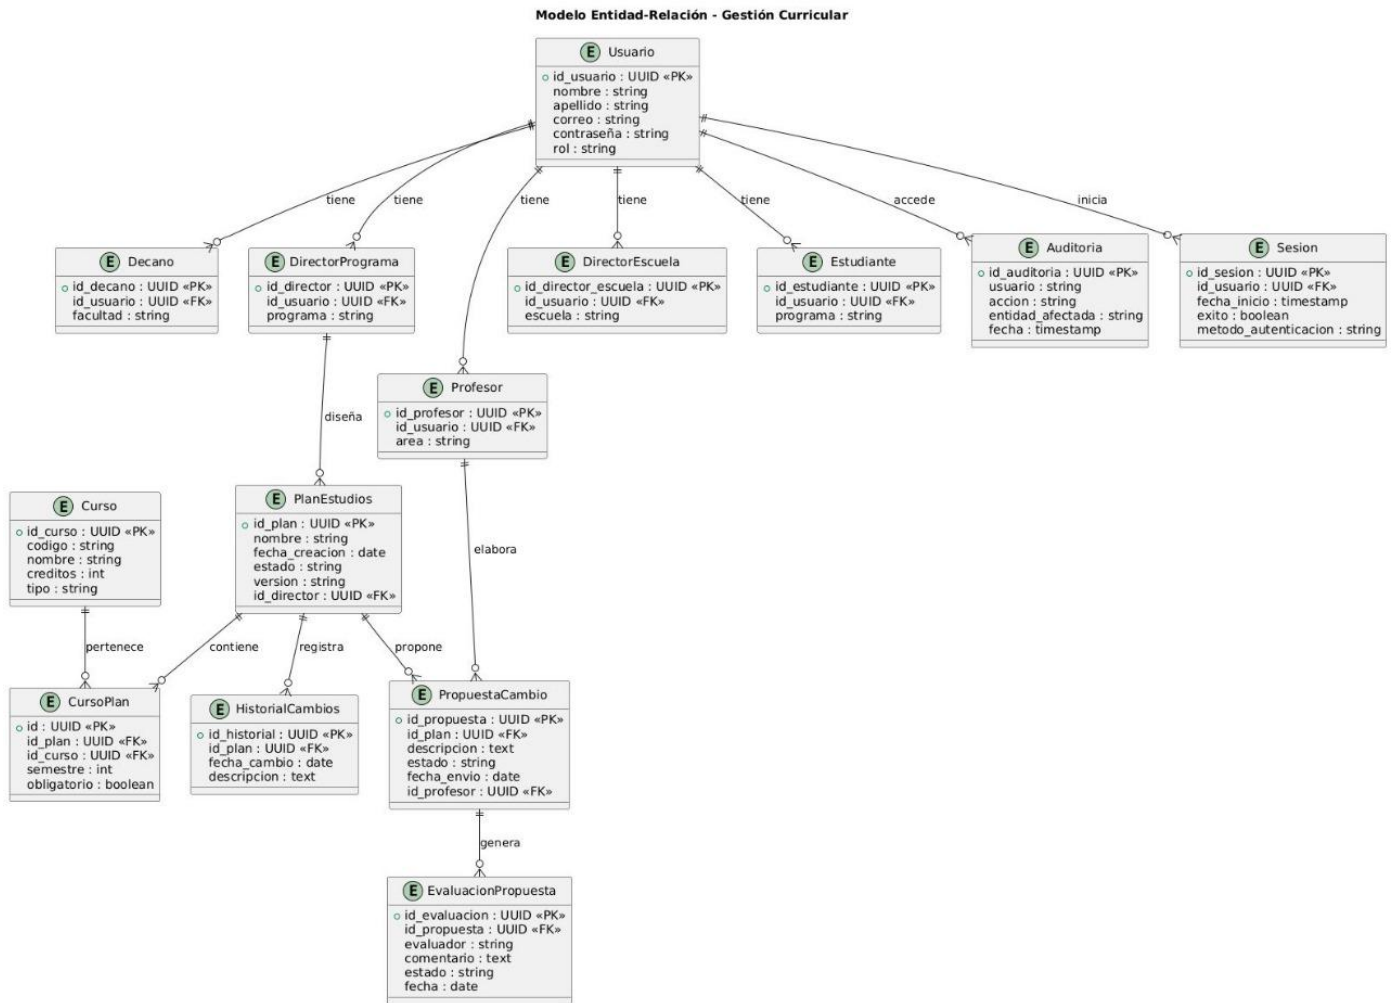 Modelo Entidad-Relación - Gestión Curricular
E Usuario
id_usuario : UUID «PK»
nombre : string
apellido : string
correo : string
contraseña : string
rol : string
tiene
tiene
tiene
tiene
tiene
accede
inicia
E Decano
id_decano : UUID «PK»
id_usuario : UUID «FK»
facultad : string
E DirectorPrograma
id_director : UUID «PK»
id_usuario : UUID «FK»
programa : string
E DirectorEscuela
id_director_escuela : UUID «PK»
id_usuario : UUID «FK»
escuela : string
E Estudiante
id_estudiante : UUID «PK»
id_usuario : UUID «FK»
programa : string
E Auditoria
id_auditoria : UUID «PK»
usuario : string
accion : string
entidad_afectada : string
fecha : timestamp
E Sesion
id_sesion : UUID «PK»
id_usuario : UUID «FK»
fecha_inicio : timestamp
exito : boolean
metodo_autenticacion : string
E Profesor
id_profesor : UUID «PK»
id_usuario : UUID «FK»
area : string
diseña
E Curso
id_curso : UUID «PK»
codigo : string
nombre : string
creditos : int
tipo : string
E PlanEstudios
id_plan : UUID «PK»
nombre : string
fecha_creacion : date
estado : string
version : string
id_director : UUID «FK»
elabora
pertenece
contiene
registra
propone
E CursoPlan
id : UUID «PK»
id_plan : UUID «FK»
id_curso : UUID «FK»
semestre : int
obligatorio : boolean
E HistorialCambios
id_historial : UUID «PK»
id_plan : UUID «FK»
fecha_cambio : date
descripcion : text
E PropuestaCambio
id_propuesta : UUID «PK»
id_plan : UUID «FK»
descripcion : text
estado : string
fecha_envio : date
id_profesor : UUID «FK»
genera
E EvaluacionPropuesta
id_evaluacion : UUID «PK»
id_propuesta : UUID «FK»
evaluador : string
comentario : text
estado : string
fecha : date